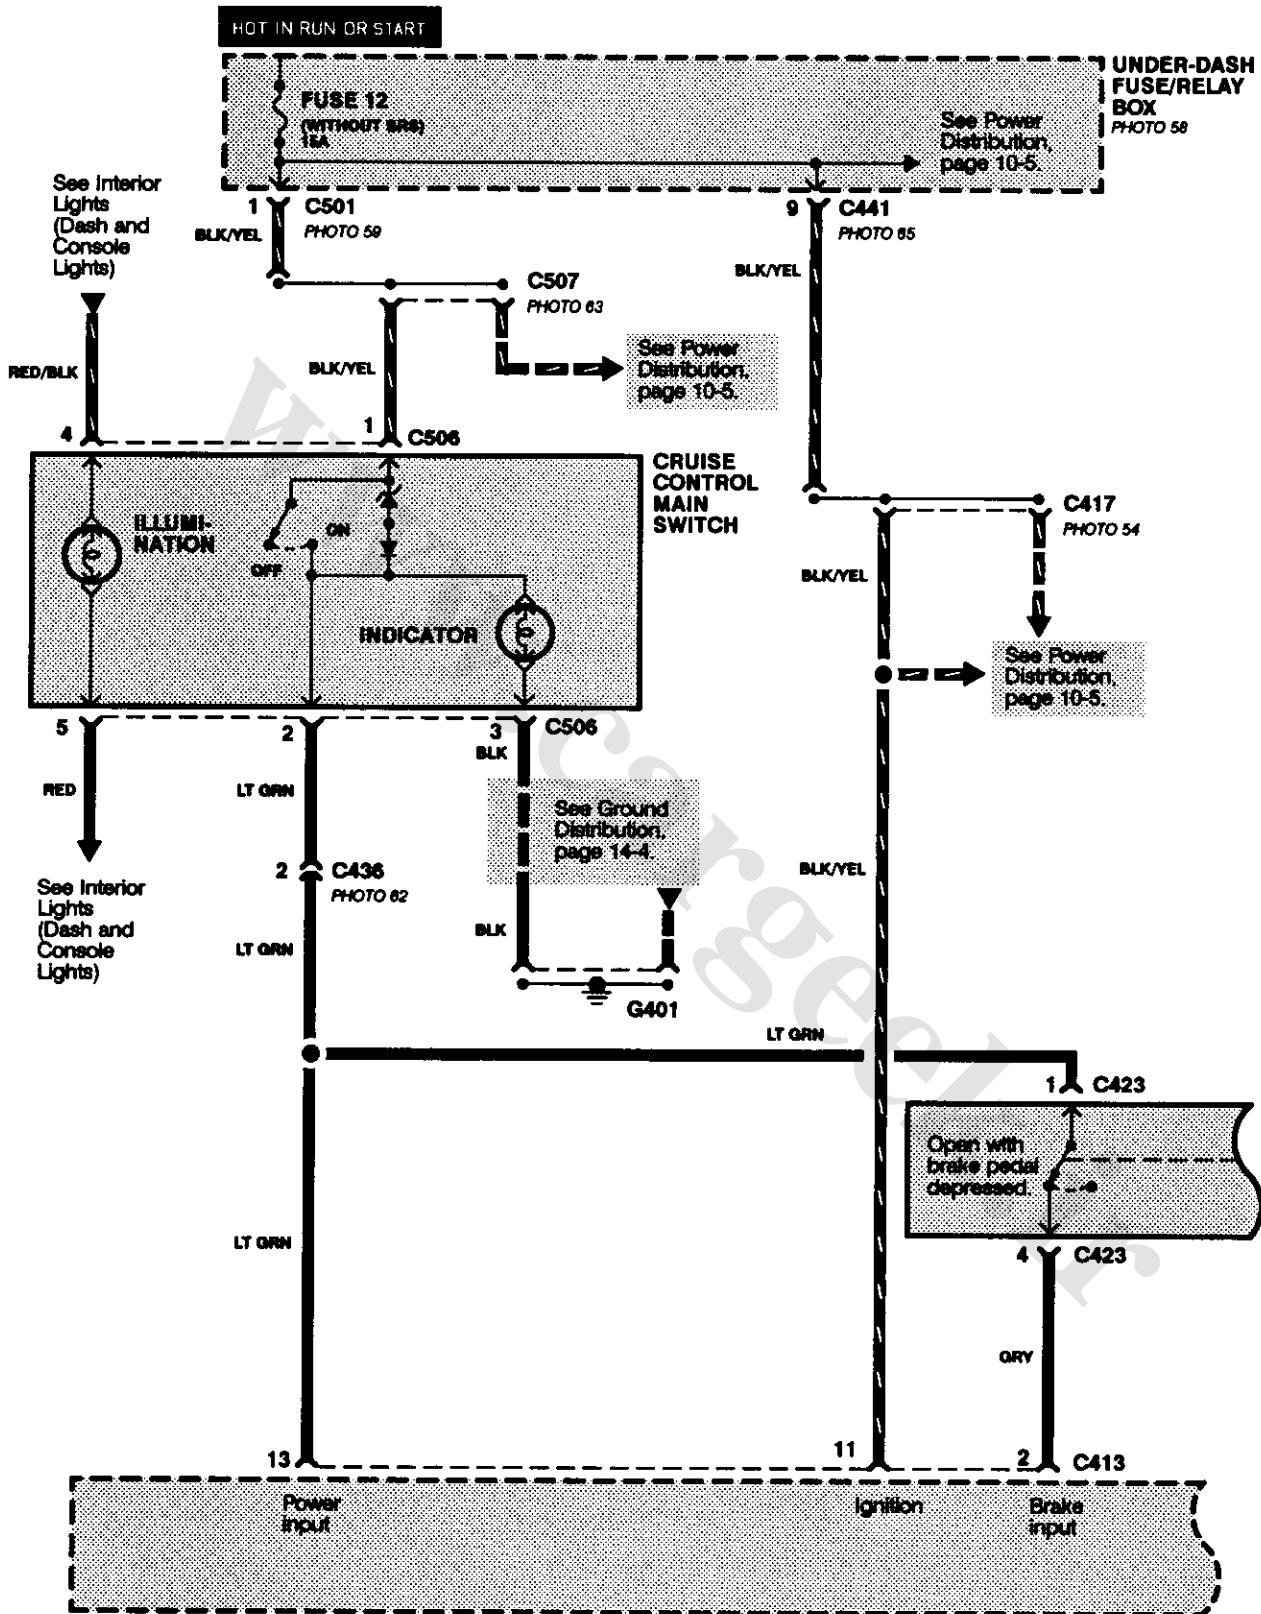 HOT IN RUN OR START
UNDER-DASH
FUSE/RELAY
BOX
PHOTO 58
FUSE 12
(WITHOUT SRS)
15A
See Power
Distribution,
page 10-5.
See Interior
Lights
(Dash and
Console
Lights)
1
C501
PHOTO 59
BLK/YEL
9
C441
PHOTO 65
BLK/YEL
C507
PHOTO 63
RED/BLK
BLK/YEL
See Power
Distribution,
page 10-5.
4
1
C506
CRUISE
CONTROL
MAIN
SWITCH
ILLUMI-
NATION
ON
OFF
INDICATOR
C417
PHOTO 54
BLK/YEL
See Power
Distribution,
page 10-5.
5
2
3
C506
BLK
RED
LT GRN
See Ground
Distribution,
page 14-4.
2
C436
PHOTO 62
BLK/YEL
See Interior
Lights
(Dash and
Console
Lights)
LT GRN
BLK
G401
LT GRN
1
C423
Open with
brake pedal
depressed.
LT GRN
4
C423
GRY
13
11
2
C413
Power
input
Ignition
Brake
input